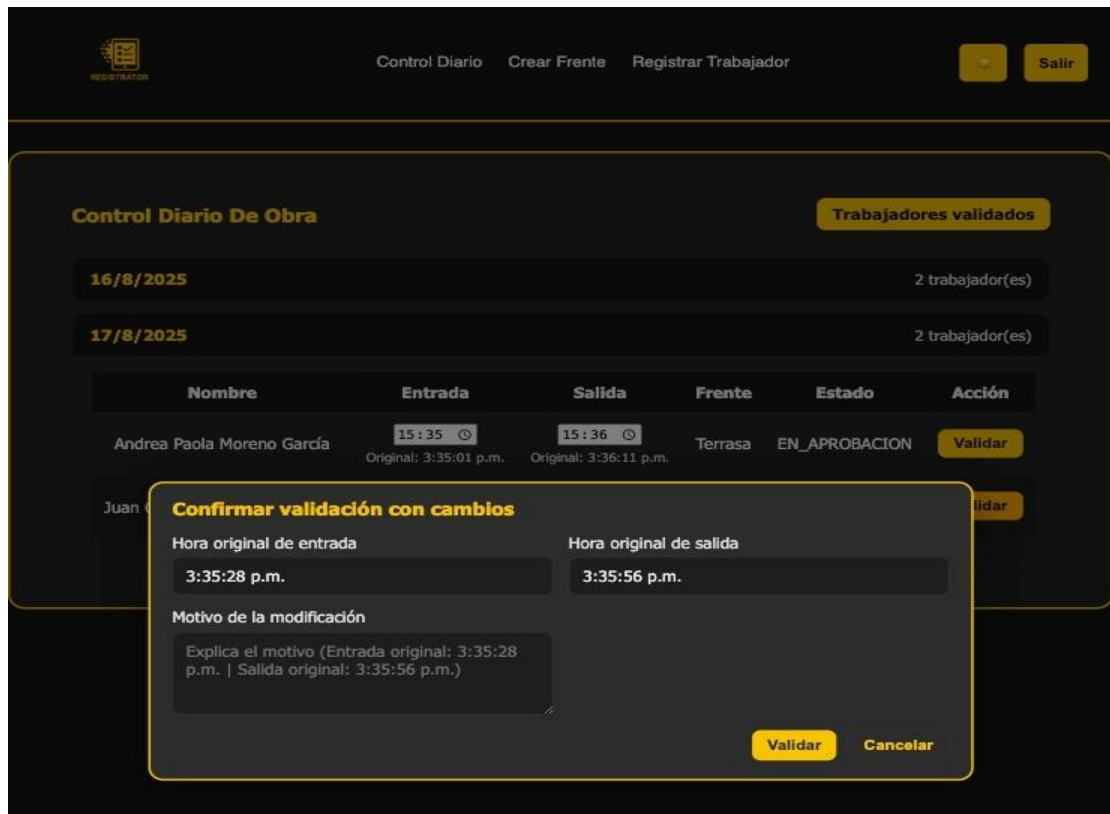 REGISTRATOR
Control Diario Crear Frente Registrar Trabajador
Salir
Control Diario De Obra
Trabajadores validados
16/8/2025 2 trabajador(es)
17/8/2025 2 trabajador(es)
Nombre Entrada Salida Frente Estado Acción
Andrea Paola Moreno García 15:35 15:36 Terrasa EN_APROBACION Validar
Original: 3:35:01 p.m. Original: 3:36:11 p.m.
Juan
Confirmar validación con cambios
Hora original de entrada Hora original de salida
3:35:28 p.m. 3:35:56 p.m.
Motivo de la modificación
Explica el motivo (Entrada original: 3:35:28
p.m. | Salida original: 3:35:56 p.m.)
Validar Cancelar